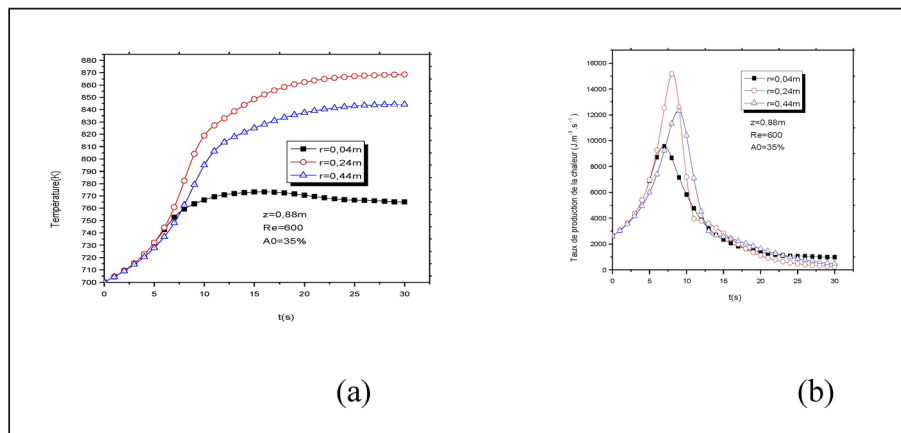 880
870
860
850
840
830
820
810
800
790
780
770
760
750
740
730
720
710
700
Température(K)
r=0,04m
r=0,24m
r=0,44m
z=0,88m
Re=600
A0=35%
0 5 10 15 20 25 30
t(s)
(a)
16000
14000
12000
10000
8000
6000
4000
2000
0
Taux de production de la chaleur (J.m⁻³.s⁻¹)
r=0,04m
r=0,24m
r=0,44m
z=0,88m
Re=600
A0=35%
0 5 10 15 20 25 30
t(s)
(b)